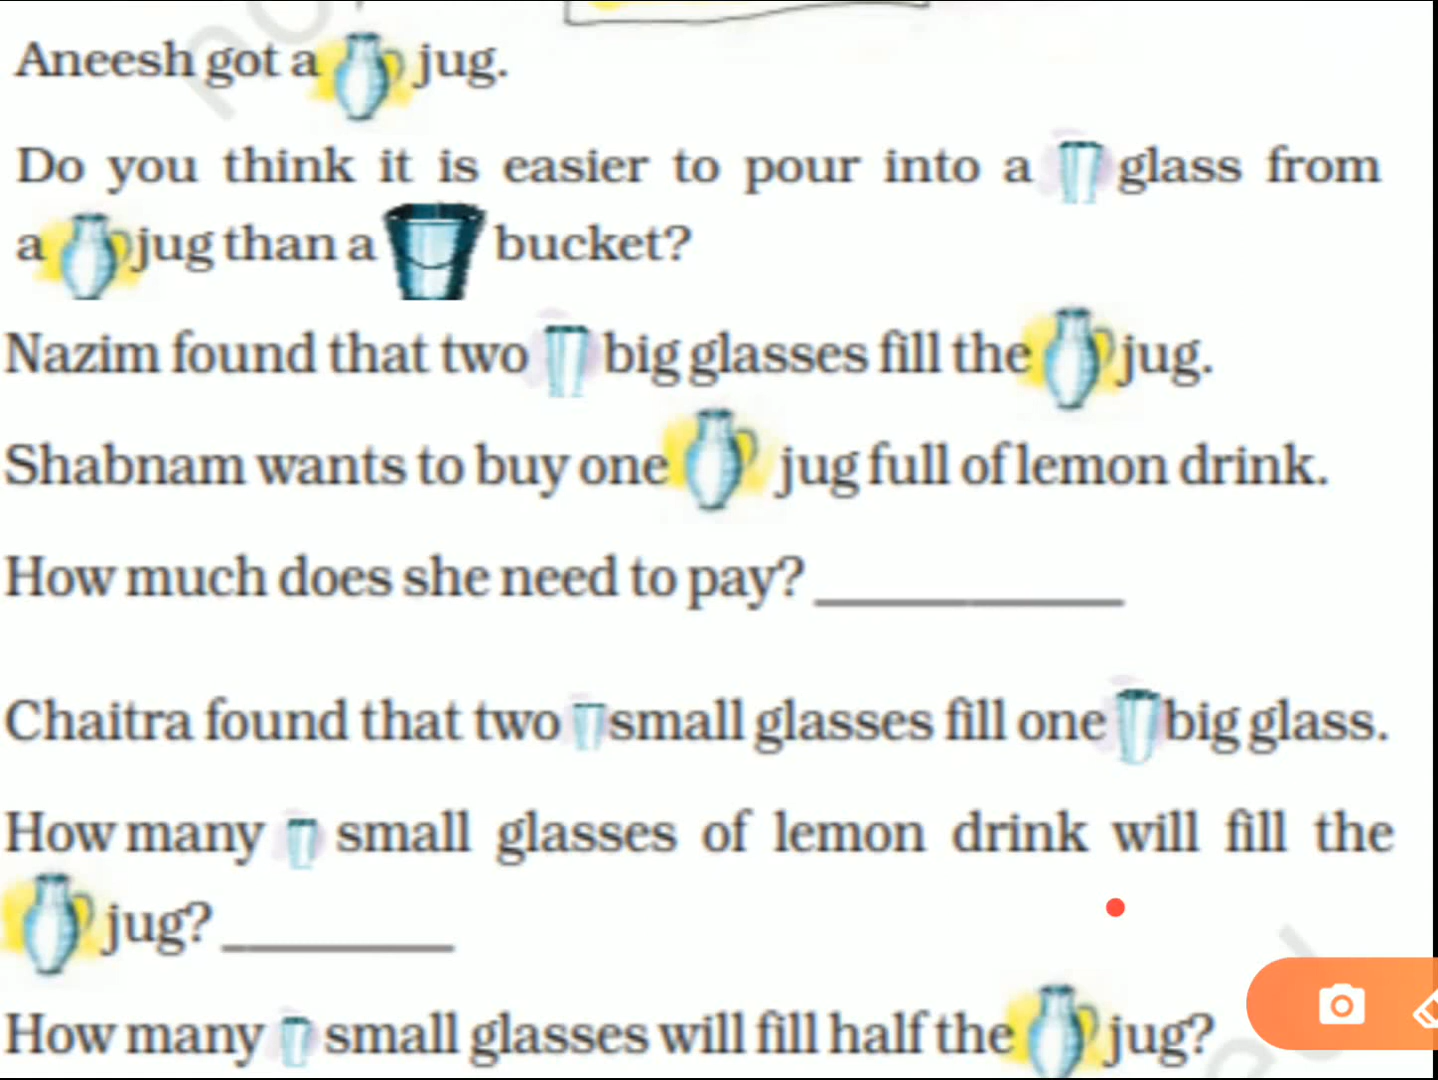 Aneesh got a jug.
Do you think it is easier to pour into a glass from
a jug than a bucket?
Nazim found that two big glasses fill the jug.
Shabnam wants to buy one jug full of lemon drink.
How much does she need to pay?
Chaitra found that two small glasses fill one big glass.
How many small glasses of lemon drink will fill the
jug?
How many small glasses will fill half the jug?